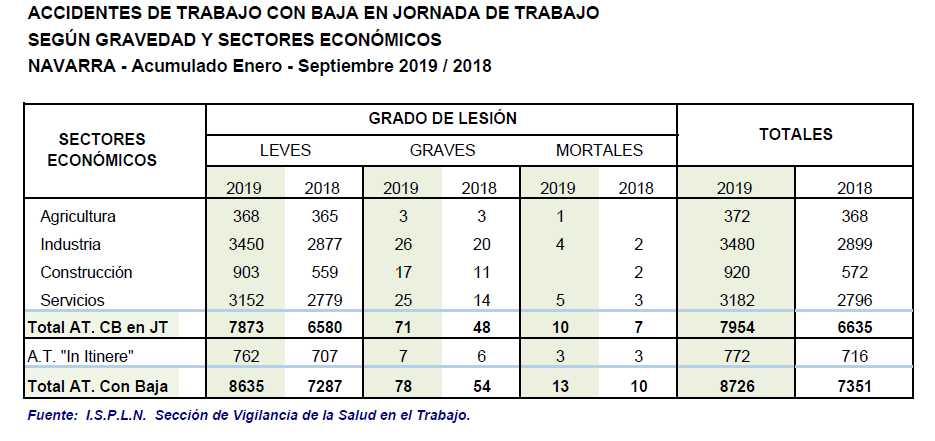 ACCIDENTES DE TRABAJO CON BAJA EN JORNADA DE TRABAJO
SEGÚN GRAVEDAD Y SECTORES ECONÓMICOS
NAVARRA - Acumulado Enero - Septiembre 2019 / 2018
SECTORES ECONÓMICOS GRADO DE LESIÓN TOTALES
LEVES GRAVES MORTALES
2019 2018 2019 2018 2019 2018 2019 2018
Agricultura 368 365 3 3 1 372 368
Industria 3450 2877 26 20 4 2 3480 2899
Construcción 903 559 17 11 2 920 572
Servicios 3152 2779 25 14 5 3 3182 2796
Total AT. CB en JT 7873 6580 71 48 10 7 7954 6635
A.T. "In Itinere" 762 707 7 6 3 3 772 716
Total AT. Con Baja 8635 7287 78 54 13 10 8726 7351
Fuente: I.S.P.L.N. Sección de Vigilancia de la Salud en el Trabajo.